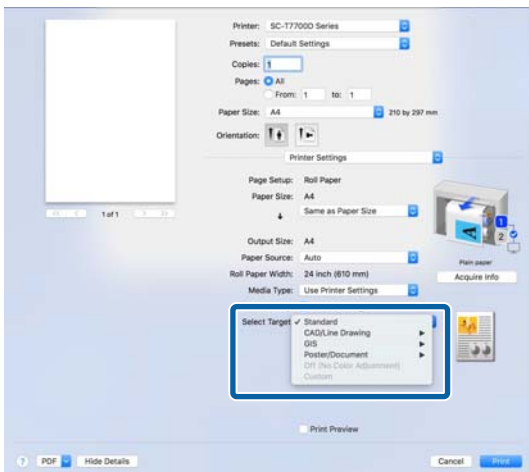 Printer: SC-T7700D Series
Presets: Default Settings
Copies: 1
Pages: All
From: 1 to: 1
Paper Size: A4 210 by 297 mm
Orientation:
Printer Settings
Page Setup: Roll Paper
Paper Size: A4
Same as Paper Size
1 of 1
1
2
Output Size: A4
Paper Source: Auto
Plain paper
Roll Paper Width: 24 inch (610 mm)
Acquire Info
Media Type: Use Printer Settings
Select Target ✓ Standard
CAD/Line Drawing
GIS
Poster/Document
Off (No Color Adjustment)
Custom
Print Preview
? PDF Hide Details Cancel Print